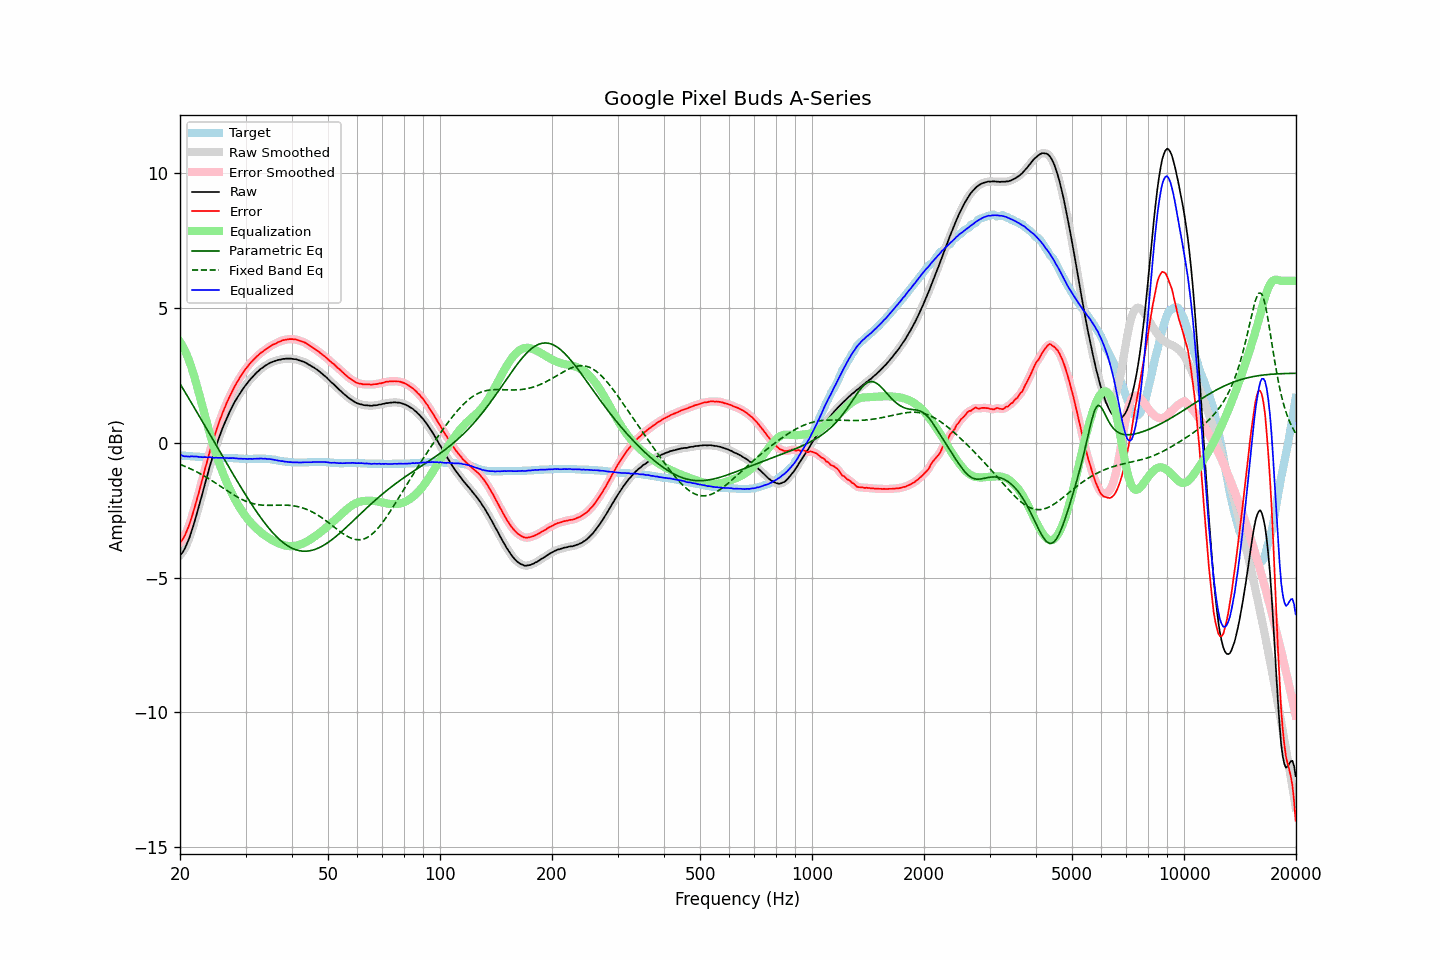 Google Pixel Buds A-Series
Target
Raw Smoothed
Error Smoothed
Raw
Error
Equalization
Parametric Eq
Fixed Band Eq
Equalized
Amplitude (dBr)
10
5
0
−5
−10
−15
20
50
100
200
500
1000
2000
5000
10000
20000
Frequency (Hz)